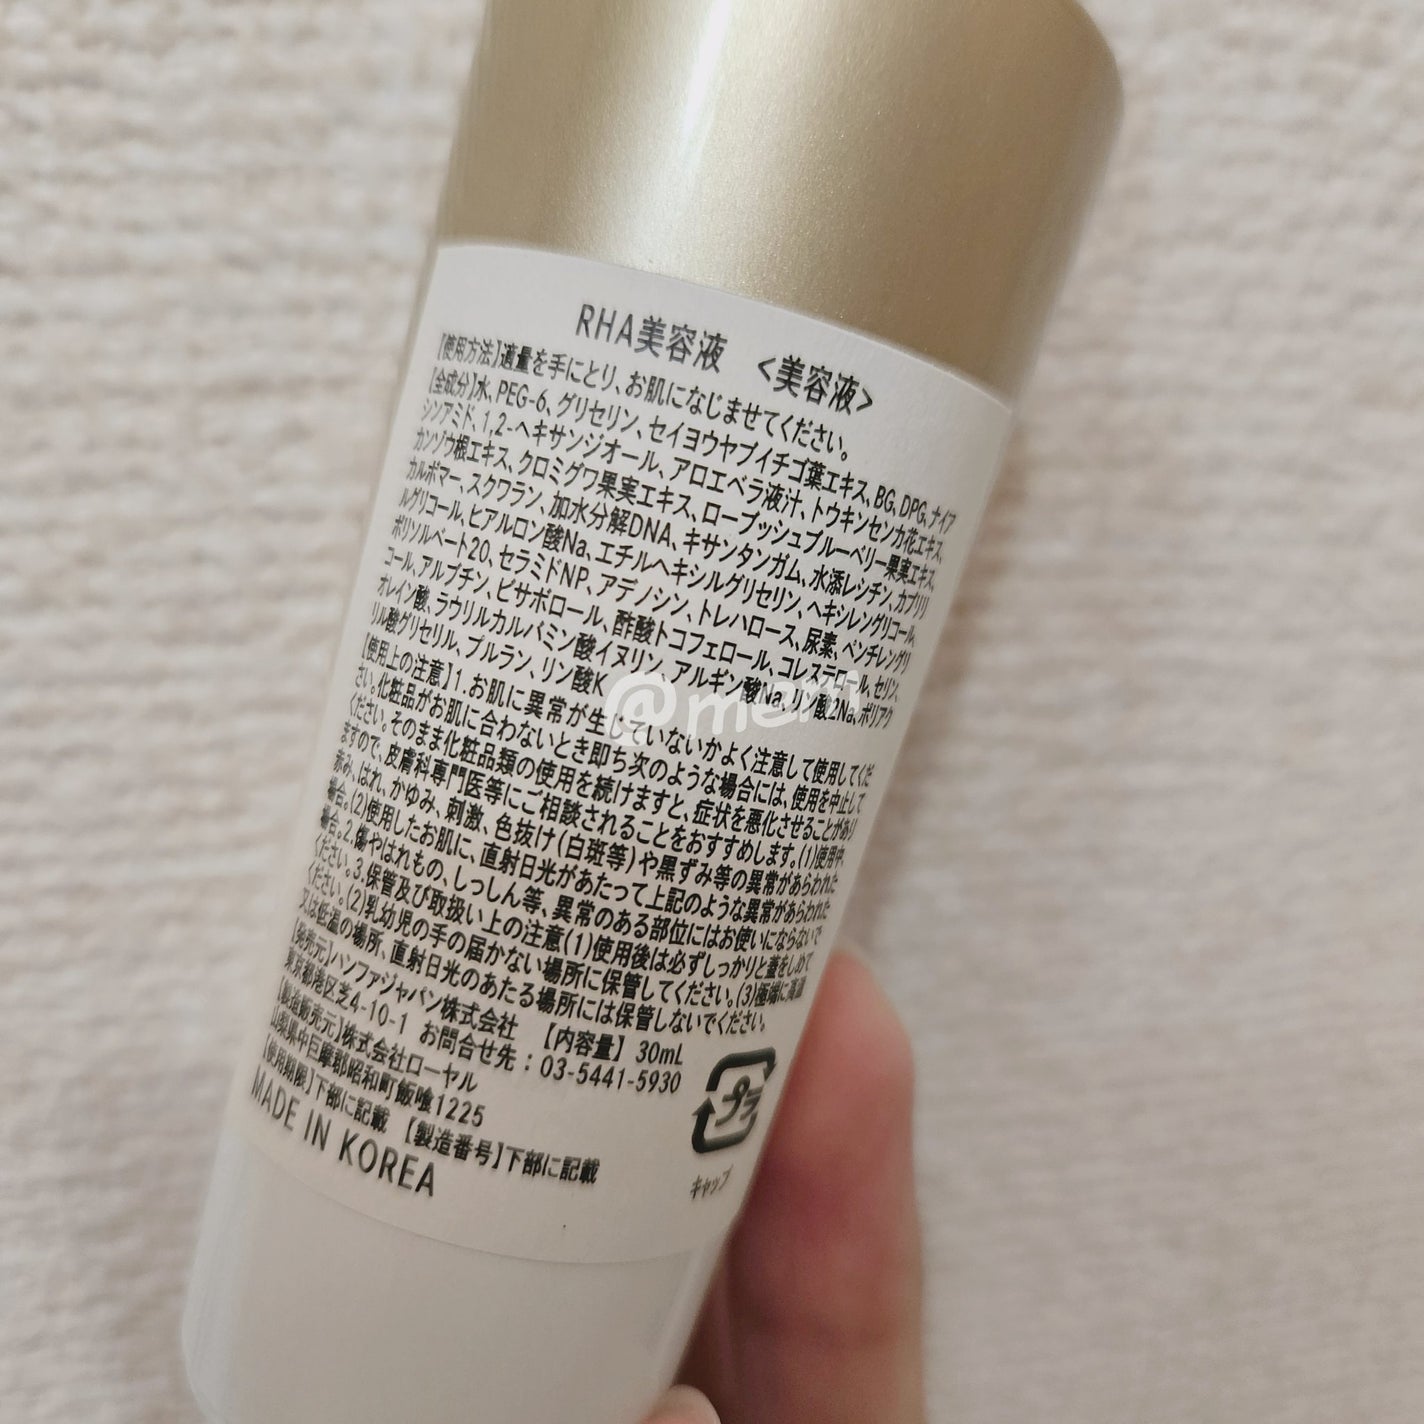 RHA美容液　<美容液>
【使用方法】適量を手にとり、お肌になじませてください。
【全成分】水、PEG-6、グリセリン、セイヨウヤブイチゴ葉エキス、BG、DPG、ナイア
シンアミド、1,2-ヘキサンジオール、アロエベラ液汁、トウキンセンカ花エキス、
カンゾウ根エキス、クロミグワ果実エキス、ローブッシュブルーベリー果実エキス、
カルボマー、スクワラン、加水分解DNA、キサンタンガム、水添レシチン、カプリリ
ルグリコール、ヒアルロン酸Na、エチルヘキシルグリセリン、ヘキシレングリコール、
ポリソルベート20、セラミドNP、アデノシン、トレハロース、尿素、ペンチレングリ
コール、アルブチン、ビサボロール、酢酸トコフェロール、コレステロール、セリン、
オレイン酸、ラウリルカルバミン酸イヌリン、アルギン酸Na、リン酸2Na、ポリアク
リル酸グリセリル、プルラン、リン酸K
【使用上の注意】1.お肌に異常が生じていないかよく注意して使用してくだ
さい。化粧品がお肌に合わないとき即ち次のような場合には、使用を中止して
ください。そのまま化粧品類の使用を続けますと、症状を悪化させることがあり
ますので、皮膚科専門医等にご相談されることをおすすめします。(1)使用中、
赤み、はれ、かゆみ、刺激、色抜け(白斑等)や黒ずみ等の異常があらわれた
場合。(2)使用したお肌に、直射日光があたって上記のような異常があらわれた
場合。2.傷やはれもの、しっしん等、異常のある部位にはお使いにならないで
ください。3.保管及び取扱い上の注意(1)使用後は必ずしっかりと蓋をしめて
ください。(2)乳幼児の手の届かない場所に保管してください。(3)極端に高温
又は低温の場所、直射日光のあたる場所には保管しないでください。
【発売元】ハンファジャパン株式会社　【内容量】30mL
東京都港区芝4-10-1　お問合せ先：03-5441-5930
【製造販売元】株式会社ローヤル
山梨県中巨摩郡昭和町飯喰1225
【使用期限】下部に記載　【製造番号】下部に記載
MADE IN KOREA
プラ
キャップ